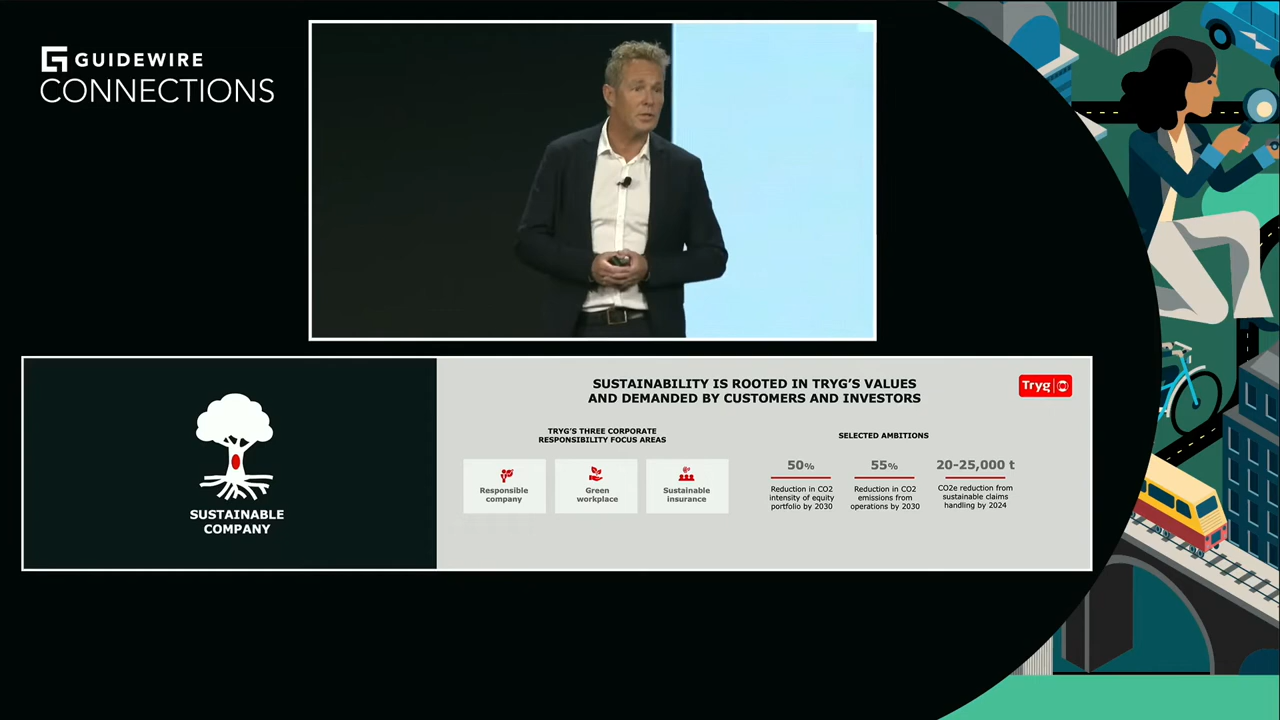 GUIDEWIRE
CONNECTIONS
SUSTAINABLE
COMPANY
SUSTAINABILITY IS ROOTED IN TRYG'S VALUES
AND DEMANDED BY CUSTOMERS AND INVESTORS
Tryg
TRYG'S THREE CORPORATE
RESPONSIBILITY FOCUS AREAS
Responsible
company
Green
workplace
Sustainable
insurance
SELECTED AMBITIONS
50%
Reduction in CO2
intensity of equity
portfolio by 2030
55%
Reduction in CO2
emissions from
operations by 2030
20-25,000 t
CO2e reduction from
sustainable claims
handling by 2024